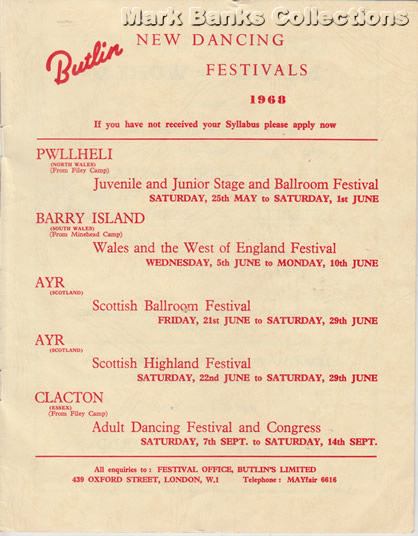 Mark Banks Collections
Butlin
NEW DANCING
FESTIVALS
1968
If you have not received your Syllabus please apply now
PWLLHELI
(NORTH WALES)
(From Filey Camp)
Juvenile and Junior Stage and Ballroom Festival
SATURDAY, 25th MAY to SATURDAY, 1st JUNE
BARRY ISLAND
(SOUTH WALES)
(From Minehead Camp)
Wales and the West of England Festival
WEDNESDAY, 5th JUNE to MONDAY, 10th JUNE
AYR
(SCOTLAND)
Scottish Ballroom Festival
FRIDAY, 21st JUNE to SATURDAY, 29th JUNE
AYR
(SCOTLAND)
Scottish Highland Festival
SATURDAY, 22nd JUNE to SATURDAY, 29th JUNE
CLACTON
(ESSEX)
(From Filey Camp)
Adult Dancing Festival and Congress
SATURDAY, 7th SEPT. to SATURDAY, 14th SEPT.
All enquiries to : FESTIVAL OFFICE, BUTLIN'S LIMITED
439 OXFORD STREET, LONDON, W.1 Telephone : MAYfair 6616